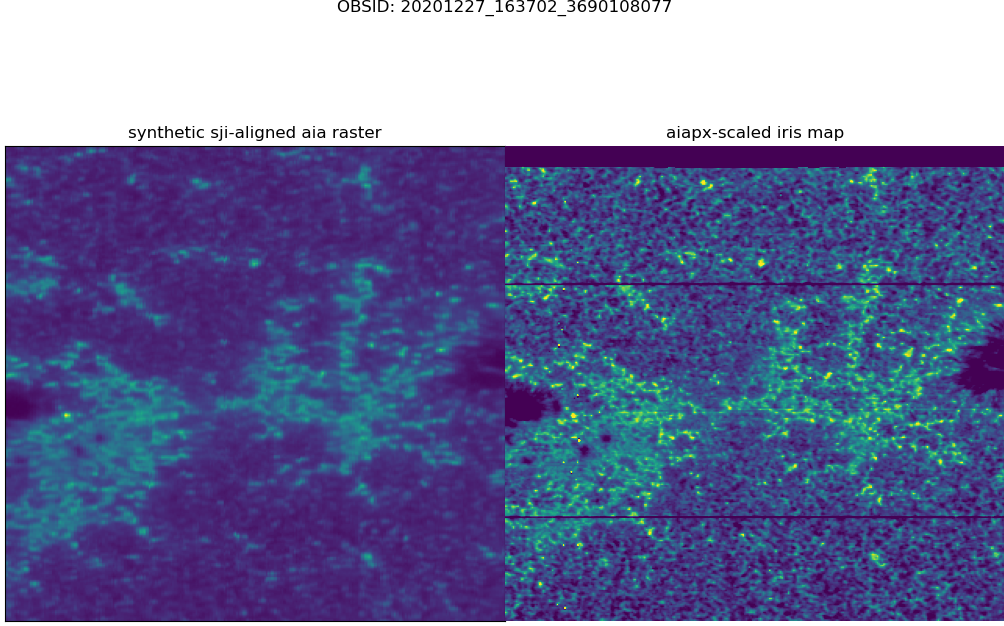 OBSID: 20201227_163702_3690108077
synthetic sji-aligned aia raster
aiapx-scaled iris map